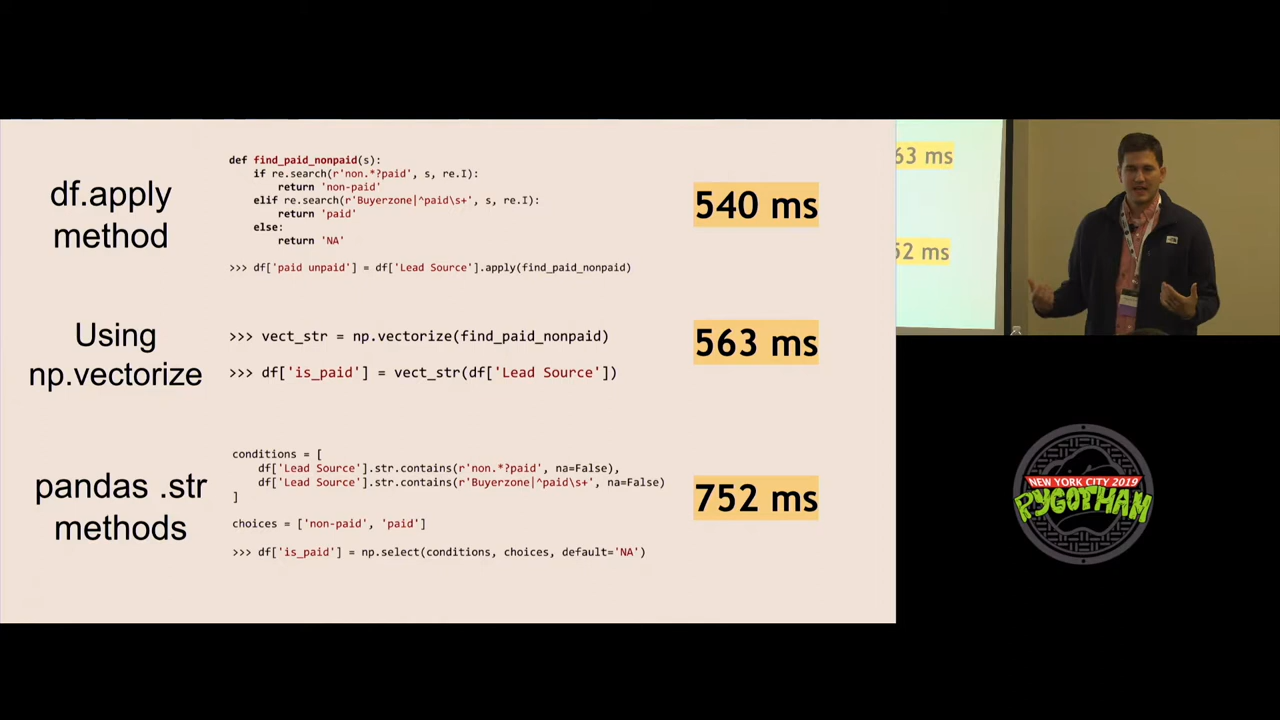 df.apply
method
def find_paid_nonpaid(s):
    if re.search(r'non.*?paid', s, re.I):
        return 'non-paid'
    elif re.search(r'Buyerzone|^paid\s+', s, re.I):
        return 'paid'
    else:
        return 'NA'
>>> df['paid unpaid'] = df['Lead Source'].apply(find_paid_nonpaid)
540 ms
Using
np.vectorize
>>> vect_str = np.vectorize(find_paid_nonpaid)
>>> df['is_paid'] = vect_str(df['Lead Source'])
563 ms
pandas .str
methods
conditions = [
    df['Lead Source'].str.contains(r'non.*?paid', na=False),
    df['Lead Source'].str.contains(r'Buyerzone|^paid\s+', na=False)
]
choices = ['non-paid', 'paid']
>>> df['is_paid'] = np.select(conditions, choices, default='NA')
752 ms
63 ms
52 ms
NEW YORK CITY 2019
PYGOTHAM